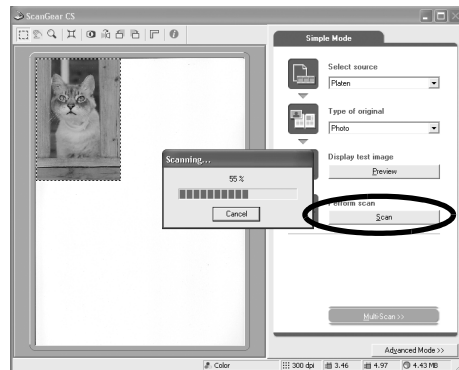 ScanGear CS
Simple Mode
Select source
Platen
Type of original
Photo
Display test image
Preview
Perform scan
Scan
Scanning...
55 %
Cancel
Multi-Scan >>
Advanced Mode >>
Color
300 dpi
3.46
4.97
4.43 MB